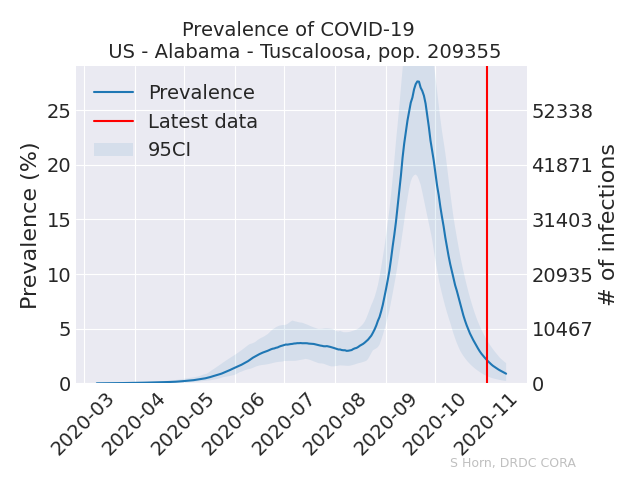 Prevalence of COVID-19
US - Alabama - Tuscaloosa, pop. 209355
Prevalence
Latest data
95CI
Prevalence (%)
25
20
15
10
5
0
52338
41871
31403
20935
10467
0
# of infections
2020-03
2020-04
2020-05
2020-06
2020-07
2020-08
2020-09
2020-10
2020-11
S Horn, DRDC CORA